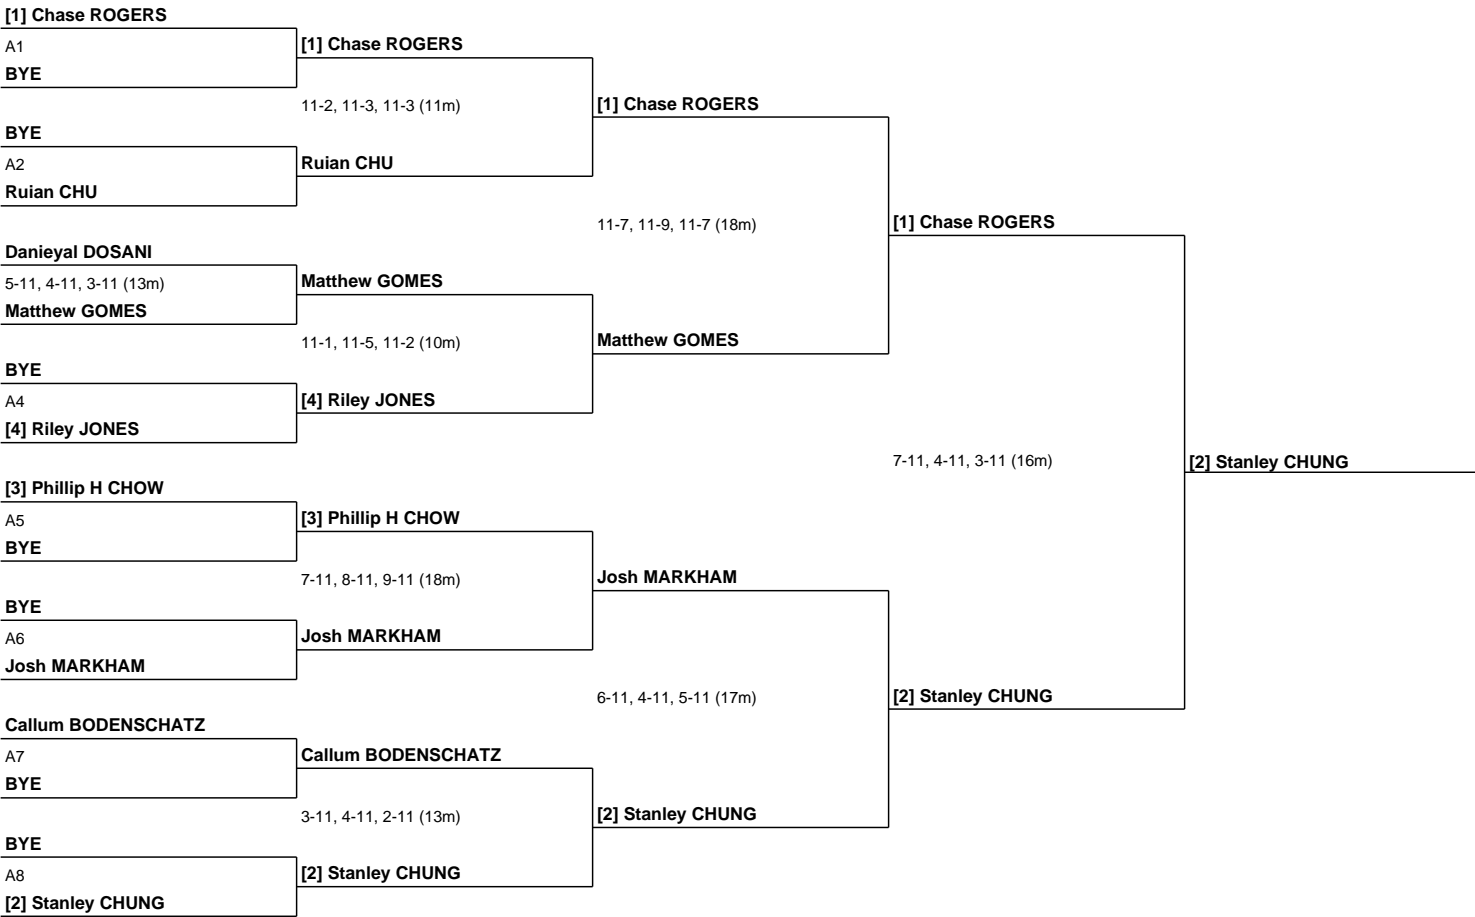 [1] Chase ROGERS
A1
BYE
BYE
A2
Ruian CHU
Danieyal DOSANI
5-11, 4-11, 3-11 (13m)
Matthew GOMES
BYE
A4
[4] Riley JONES
[3] Phillip H CHOW
A5
BYE
BYE
A6
Josh MARKHAM
Callum BODENSCHATZ
A7
BYE
BYE
A8
[2] Stanley CHUNG
[1] Chase ROGERS
11-2, 11-3, 11-3 (11m)
Ruian CHU
Matthew GOMES
11-1, 11-5, 11-2 (10m)
[4] Riley JONES
[3] Phillip H CHOW
7-11, 8-11, 9-11 (18m)
Josh MARKHAM
Callum BODENSCHATZ
3-11, 4-11, 2-11 (13m)
[2] Stanley CHUNG
[1] Chase ROGERS
11-7, 11-9, 11-7 (18m)
Matthew GOMES
Josh MARKHAM
6-11, 4-11, 5-11 (17m)
[2] Stanley CHUNG
[1] Chase ROGERS
7-11, 4-11, 3-11 (16m)
[2] Stanley CHUNG
[2] Stanley CHUNG